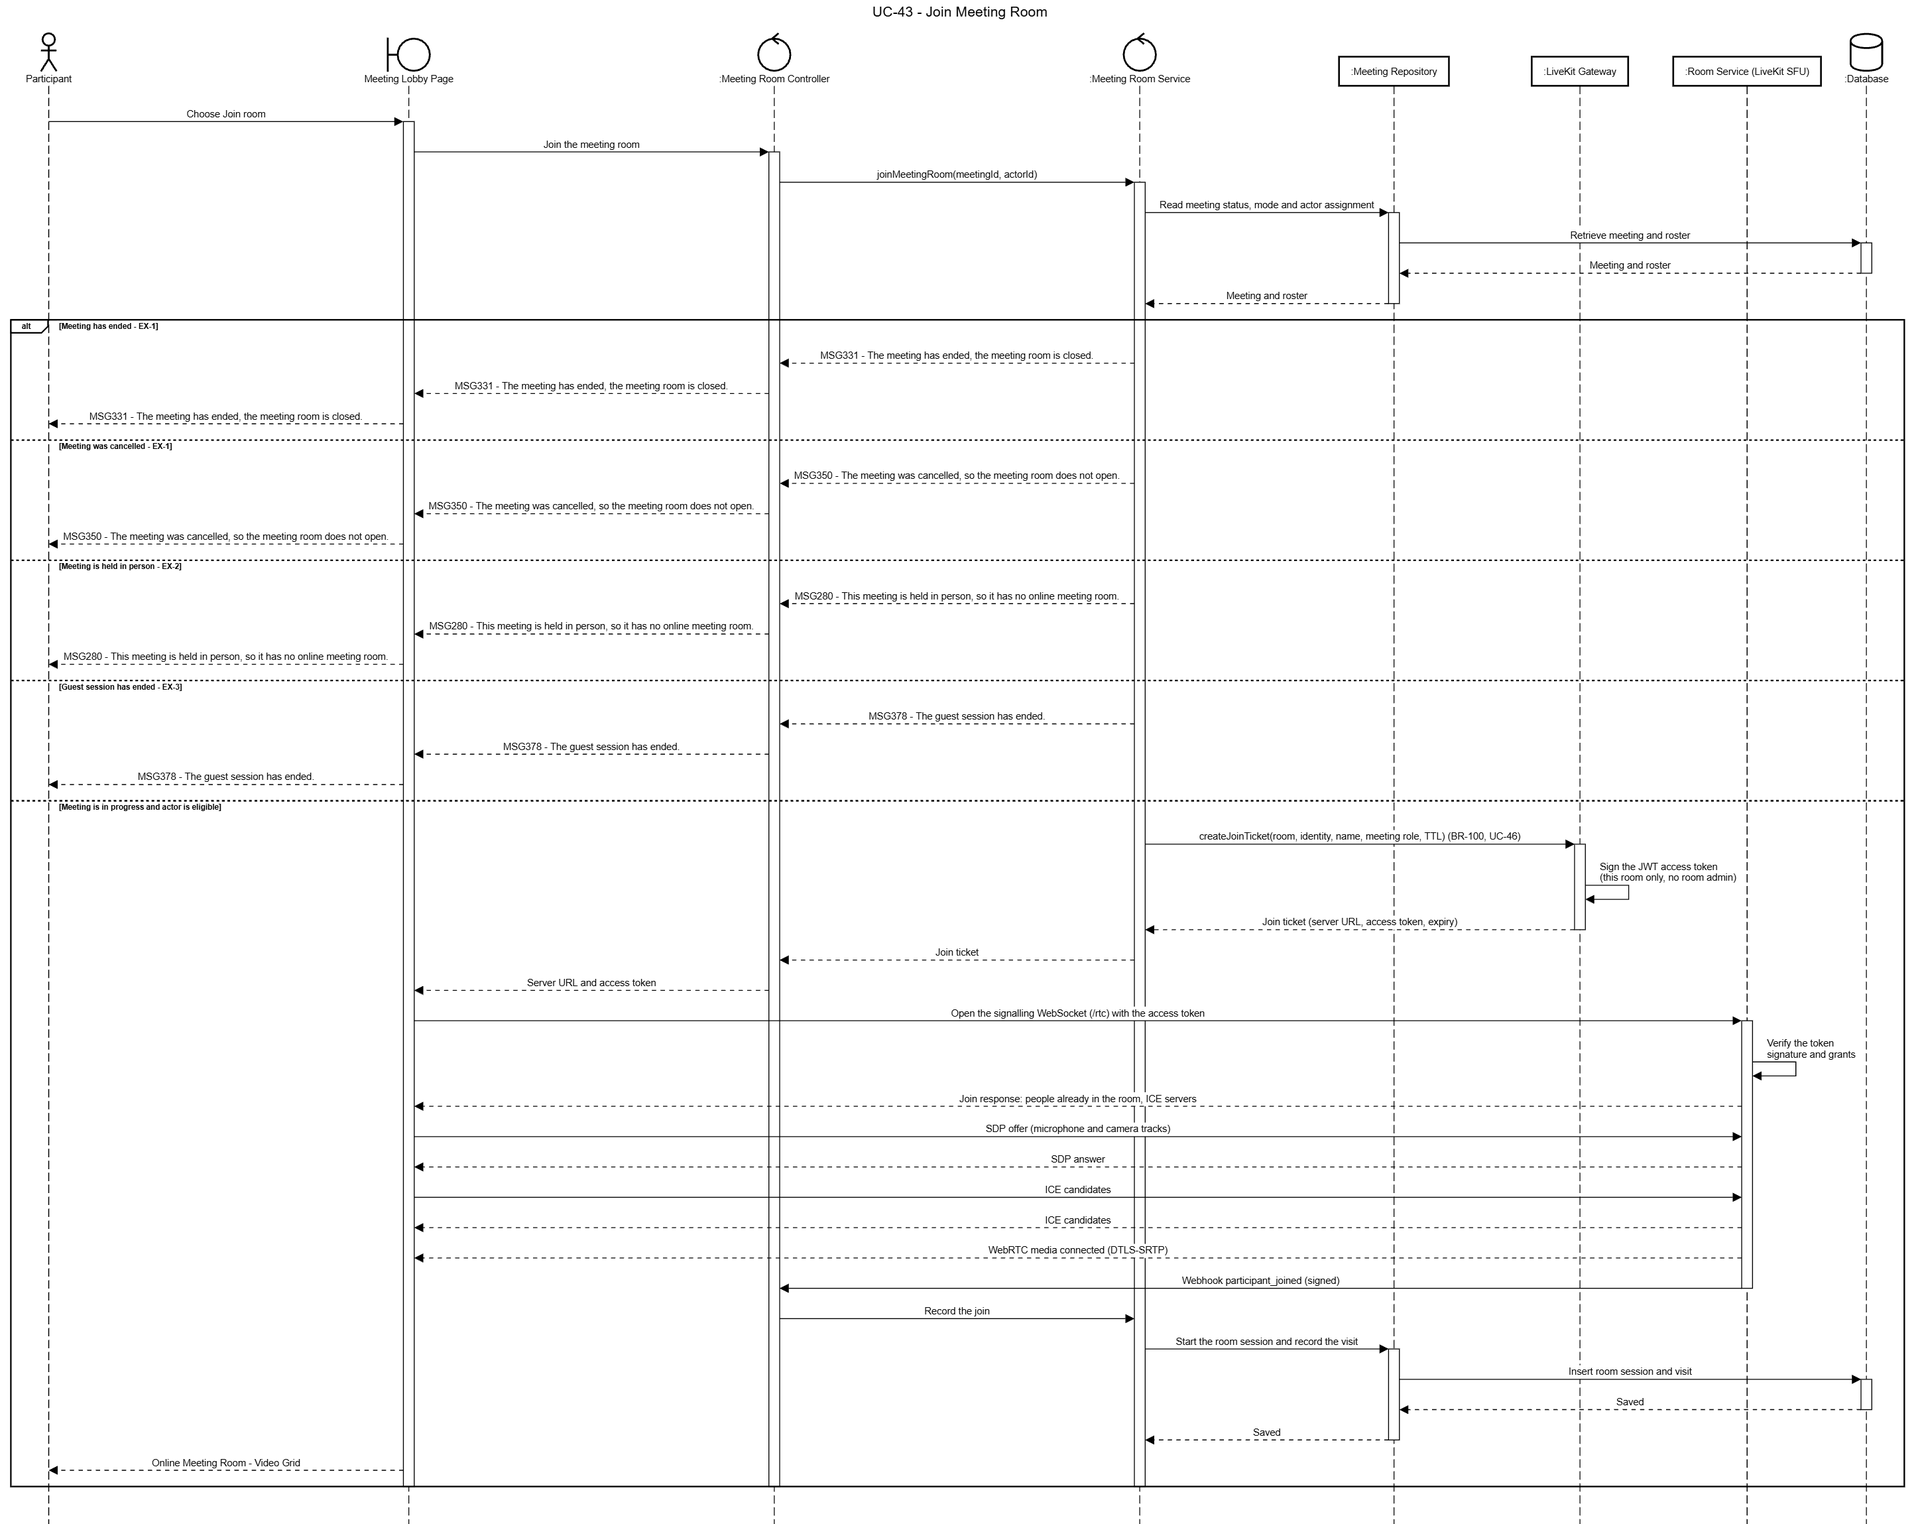 UC-43 - Join Meeting Room
Participant
Meeting Lobby Page
:Meeting Room Controller
:Meeting Room Service
:Meeting Repository
:LiveKit Gateway
:Room Service (LiveKit SFU)
:Database
Choose Join room
Join the meeting room
joinMeetingRoom(meetingId, actorId)
Read meeting status, mode and actor assignment
Retrieve meeting and roster
Meeting and roster
Meeting and roster
alt
[Meeting has ended - EX-1]
MSG331 - The meeting has ended, the meeting room is closed.
MSG331 - The meeting has ended, the meeting room is closed.
MSG331 - The meeting has ended, the meeting room is closed.
[Meeting was cancelled - EX-1]
MSG350 - The meeting was cancelled, so the meeting room does not open.
MSG350 - The meeting was cancelled, so the meeting room does not open.
MSG350 - The meeting was cancelled, so the meeting room does not open.
[Meeting is held in person - EX-2]
MSG280 - This meeting is held in person, so it has no online meeting room.
MSG280 - This meeting is held in person, so it has no online meeting room.
MSG280 - This meeting is held in person, so it has no online meeting room.
[Guest session has ended - EX-3]
MSG378 - The guest session has ended.
MSG378 - The guest session has ended.
MSG378 - The guest session has ended.
[Meeting is in progress and actor is eligible]
createJoinTicket(room, identity, name, meeting role, TTL) (BR-100, UC-46)
Sign the JWT access token
(this room only, no room admin)
Join ticket (server URL, access token, expiry)
Join ticket
Server URL and access token
Open the signalling WebSocket (/rtc) with the access token
Verify the token
signature and grants
Join response: people already in the room, ICE servers
SDP offer (microphone and camera tracks)
SDP answer
ICE candidates
ICE candidates
WebRTC media connected (DTLS-SRTP)
Webhook participant_joined (signed)
Record the join
Start the room session and record the visit
Insert room session and visit
Saved
Saved
Online Meeting Room - Video Grid